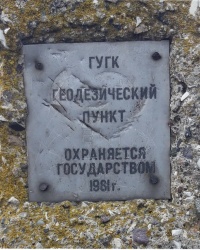 ГУГК
ГЕОДЕЗИЧЕСКИЙ
ПУНКТ
ОХРАНЯЕТСЯ
ГОСУДАРСТВОМ
1981г.